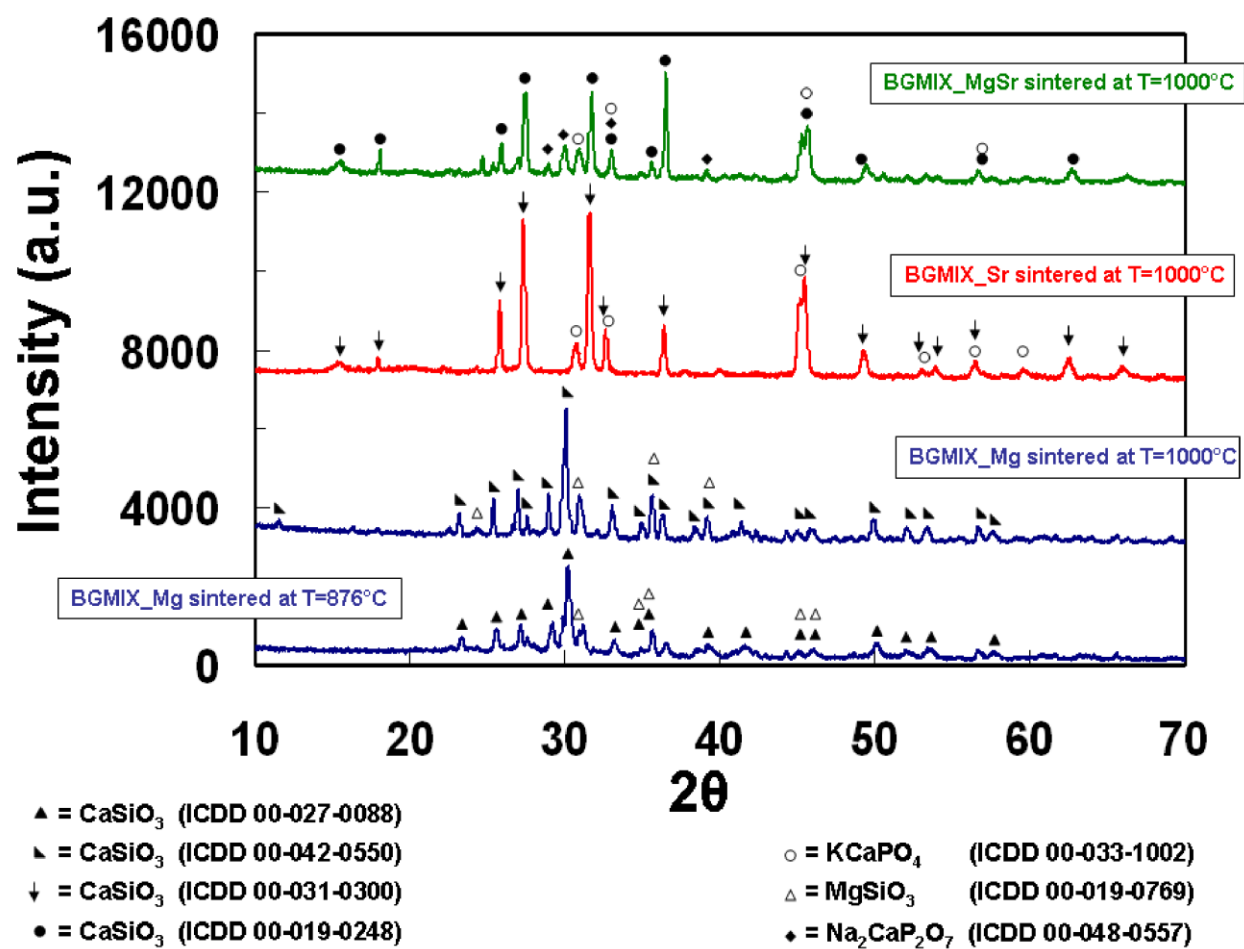 16000
12000
8000
4000
0
Intensity (a.u.)
BGMIX_MgSr sintered at T=1000°C
BGMIX_Sr sintered at T=1000°C
BGMIX_Mg sintered at T=1000°C
BGMIX_Mg sintered at T=876°C
10 20 30 40 50 60 70
2θ
▲ = CaSiO₃ (ICDD 00-027-0088)
◣ = CaSiO₃ (ICDD 00-042-0550)
↓ = CaSiO₃ (ICDD 00-031-0300)
● = CaSiO₃ (ICDD 00-019-0248)
○ = KCaPO₄ (ICDD 00-033-1002)
△ = MgSiO₃ (ICDD 00-019-0769)
◆ = Na₂CaP₂O₇ (ICDD 00-048-0557)